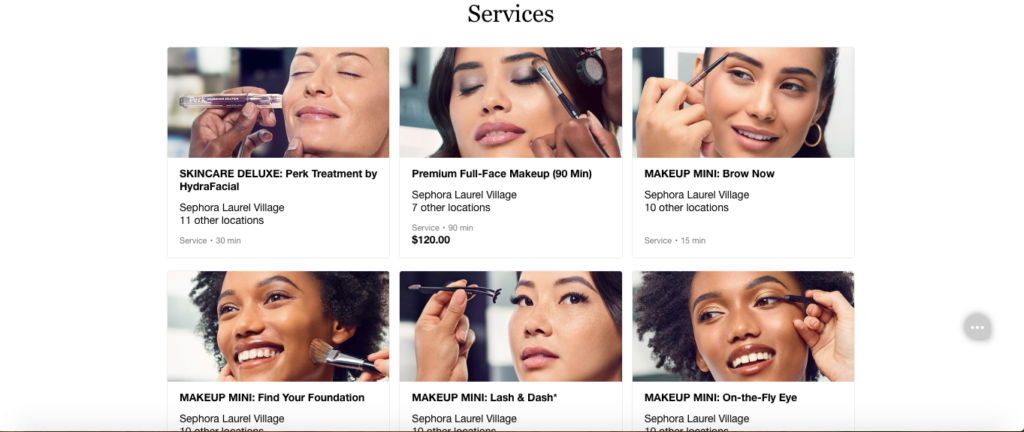 Services
SKINCARE DELUXE: Perk Treatment by
HydraFacial
Sephora Laurel Village
11 other locations
Service • 30 min
Premium Full-Face Makeup (90 Min)
Sephora Laurel Village
7 other locations
Service • 90 min
$120.00
MAKEUP MINI: Brow Now
Sephora Laurel Village
10 other locations
Service • 15 min
Perk
MAKEUP MINI: Find Your Foundation
Sephora Laurel Village
10 other locations
MAKEUP MINI: Lash & Dash*
Sephora Laurel Village
10 other locations
MAKEUP MINI: On-the-Fly Eye
Sephora Laurel Village
10 other locations